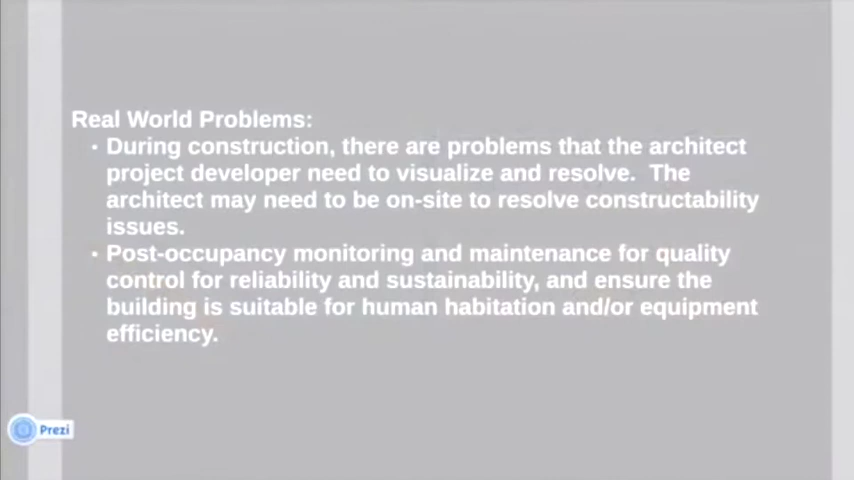 Real World Problems:
• During construction, there are problems that the architect
project developer need to visualize and resolve.  The
architect may need to be on-site to resolve constructability
issues.
• Post-occupancy monitoring and maintenance for quality
control for reliability and sustainability, and ensure the
building is suitable for human habitation and/or equipment
efficiency.
Prezi